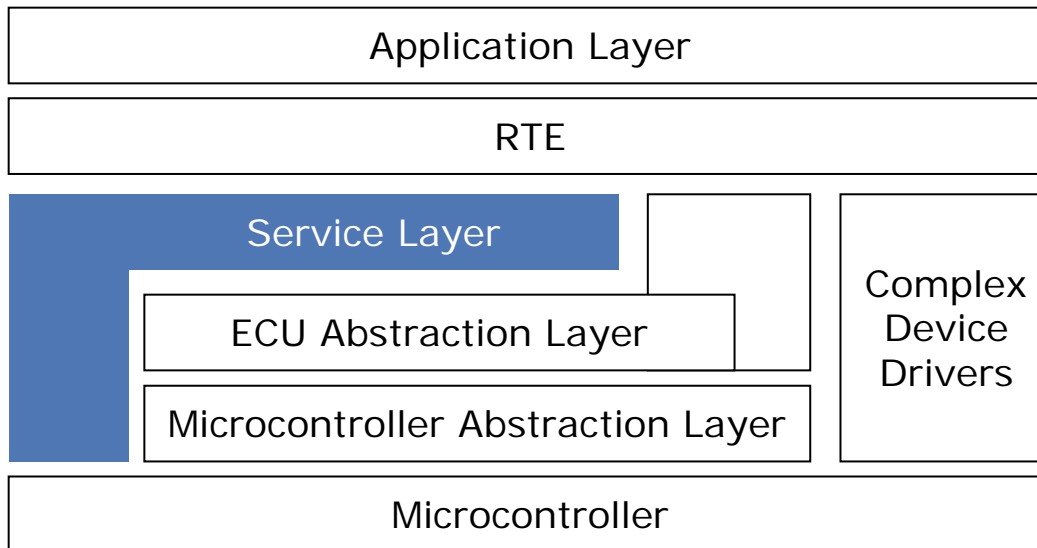 Application Layer
RTE
Service Layer
ECU Abstraction Layer
Microcontroller Abstraction Layer
Complex
Device
Drivers
Microcontroller